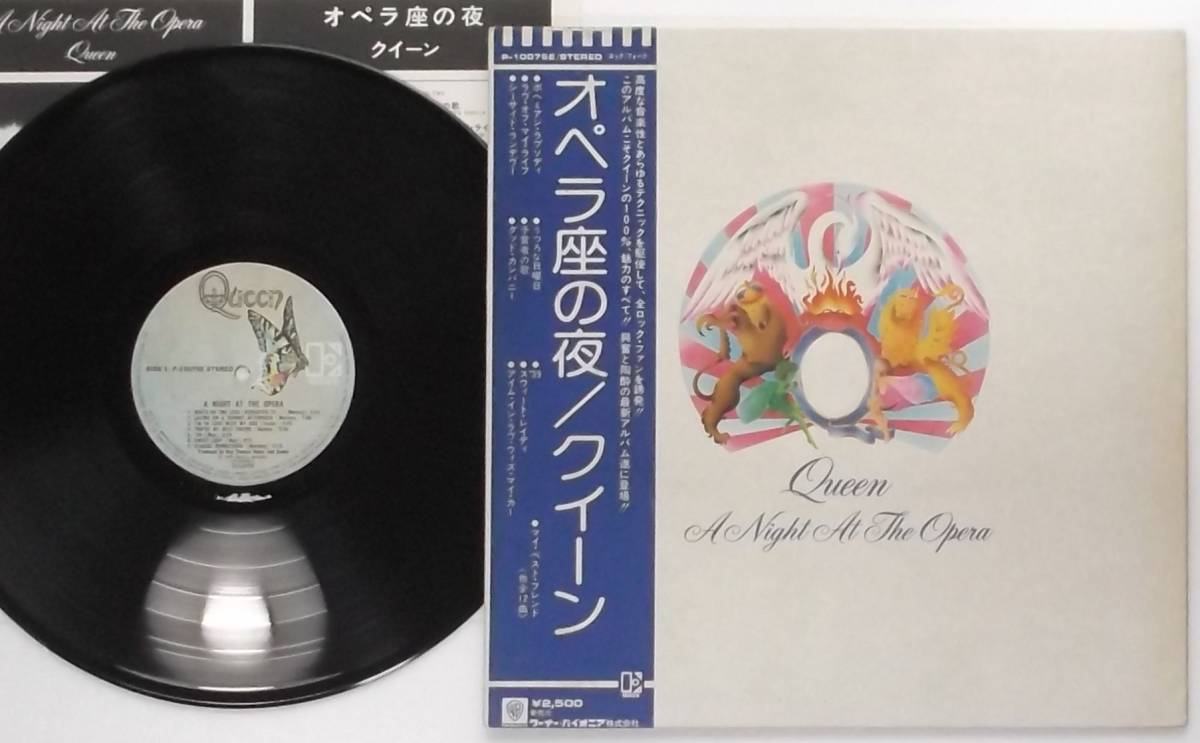 A Night At The Opera
Queen
オペラ座の夜
クイーン
P-10075E/STEREO
高度な音楽性とあらゆるテクニックを駆使して、全ロック・ファンを誘発!!
このアルバムこそクイーンの100%、魅力のすべて!! 興奮と陶酔の最新アルバム遂に登場!!
オペラ座の夜/クイーン
●ボヘミアン・ラプソディ
●ラヴ・オブ・マイ・ライフ
●シーサイド・ランデヴー
●うつろな日曜日
●予言者の歌
●デッド・オン・
●'39
●スウィート・レイディ
●アイム・イン・ラヴ・ウィズ・マイ・カー
●マイ・ベスト・フレンド
(他全12曲)
¥2,500
発売元
ワーナー・パイオニア株式会社
Queen
A Night At The Opera
Queen
SIDE 1 P-10075E STEREO
A NIGHT AT THE OPERA